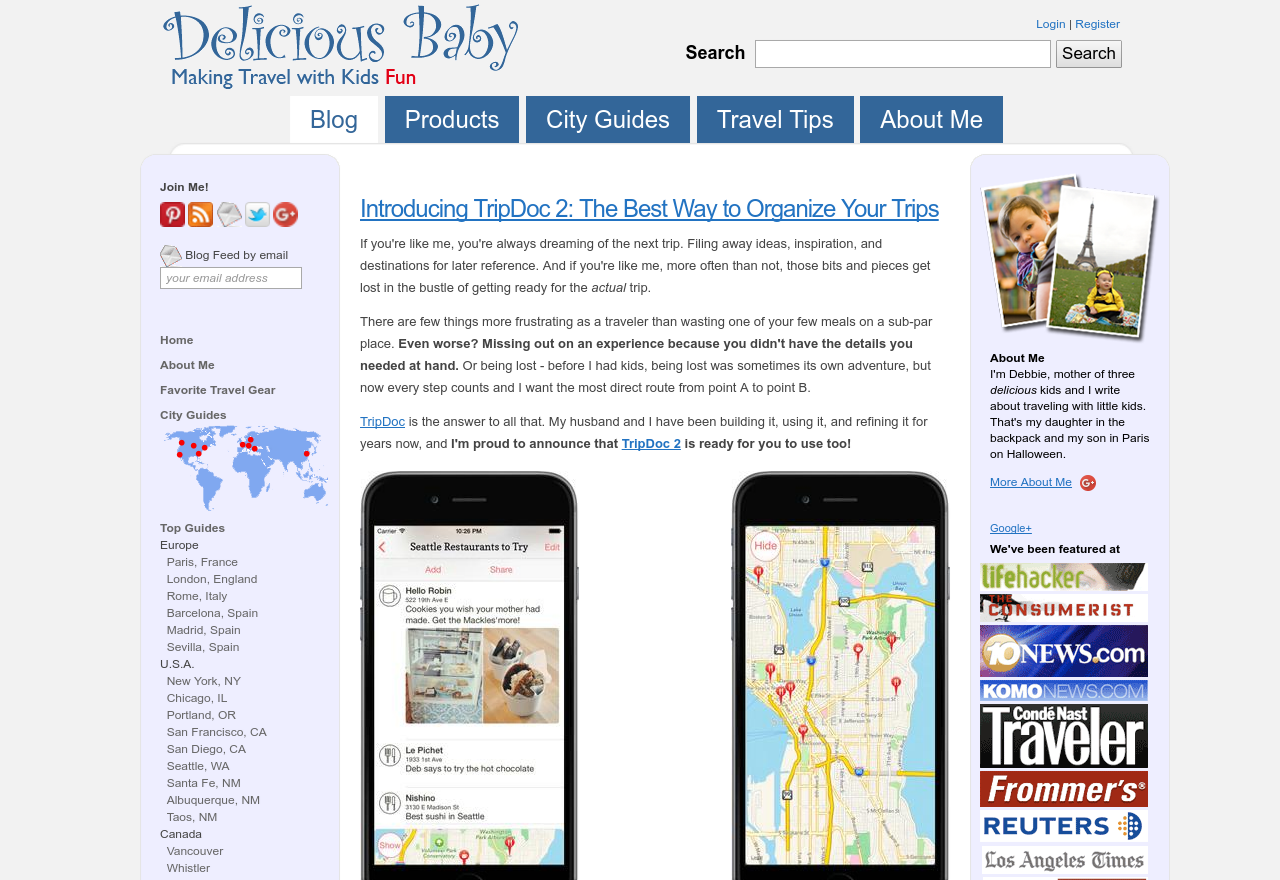 Delicious Baby
Making Travel with Kids Fun
Login | Register
Search
Search
Blog
Products
City Guides
Travel Tips
About Me
Join Me!
Blog Feed by email
your email address
Home
About Me
Favorite Travel Gear
City Guides
Top Guides
Europe
Paris, France
London, England
Rome, Italy
Barcelona, Spain
Madrid, Spain
Sevilla, Spain
U.S.A.
New York, NY
Chicago, IL
Portland, OR
San Francisco, CA
San Diego, CA
Seattle, WA
Santa Fe, NM
Albuquerque, NM
Taos, NM
Canada
Vancouver
Whistler
Introducing TripDoc 2: The Best Way to Organize Your Trips
If you're like me, you're always dreaming of the next trip. Filing away ideas, inspiration, and
destinations for later reference. And if you're like me, more often than not, those bits and pieces get
lost in the bustle of getting ready for the actual trip.
There are few things more frustrating as a traveler than wasting one of your few meals on a sub-par
place. Even worse? Missing out on an experience because you didn't have the details you
needed at hand. Or being lost - before I had kids, being lost was sometimes its own adventure, but
now every step counts and I want the most direct route from point A to point B.
TripDoc is the answer to all that. My husband and I have been building it, using it, and refining it for
years now, and I'm proud to announce that TripDoc 2 is ready for you to use too!
Carrier
10:26 PM
Seattle Restaurants to Try
Edit
Add
Share
Hello Robin
522 19th Ave E
Cookies you wish your mother had
made. Get the Mackles'more!
Le Pichet
1933 1st Ave
Deb says to try the hot chocolate
Nishino
3130 E Madison St
Best sushi in Seattle
Show
Volunteer Park
Conservatory
Hide
Lake
Union
Union
Bay
Washington
Park Arboretum
SEATTLE
E Cherry St
E Jefferson St
About Me
I'm Debbie, mother of three
delicious kids and I write
about traveling with little kids.
That's my daughter in the
backpack and my son in Paris
on Halloween.
More About Me
Google+
We've been featured at
lifehacker
THE
CONSUMERIST
10NEWS.com
KOMONEWS.COM
Condé Nast
Traveler
Frommer's®
REUTERS
Los Angeles Times